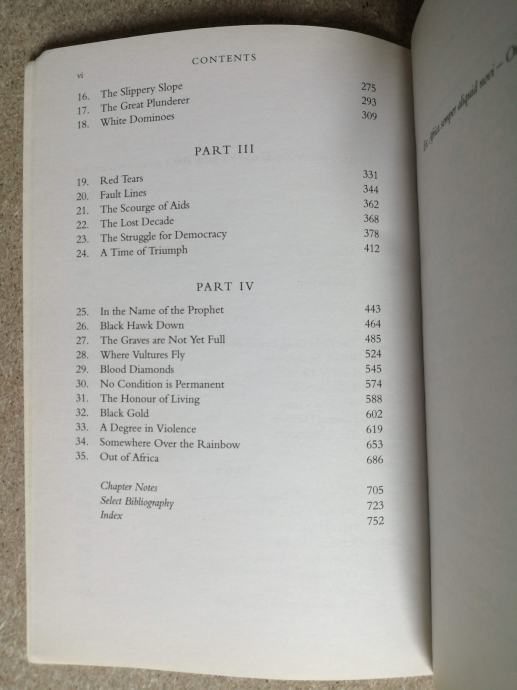 CONTENTS
vi
16. The Slippery Slope 275
17. The Great Plunderer 293
18. White Dominoes 309
PART III
19. Red Tears 331
20. Fault Lines 344
21. The Scourge of Aids 362
22. The Lost Decade 368
23. The Struggle for Democracy 378
24. A Time of Triumph 412
PART IV
25. In the Name of the Prophet 443
26. Black Hawk Down 464
27. The Graves are Not Yet Full 485
28. Where Vultures Fly 524
29. Blood Diamonds 545
30. No Condition is Permanent 574
31. The Honour of Living 588
32. Black Gold 602
33. A Degree in Violence 619
34. Somewhere Over the Rainbow 653
35. Out of Africa 686
Chapter Notes 705
Select Bibliography 723
Index 752
Africa semper aliquid novi –